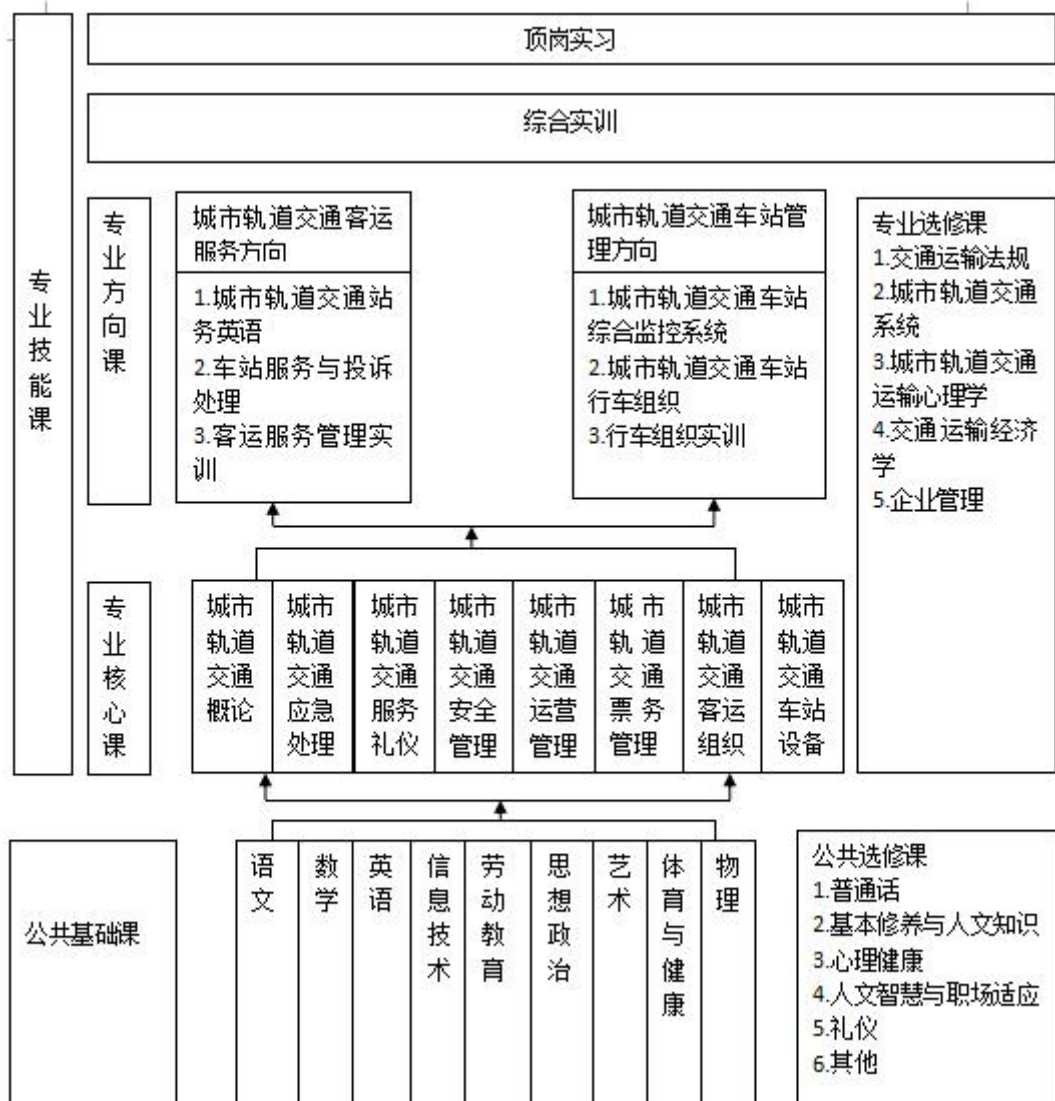 顶岗实习
综合实训
专业技能课
专业方向课
城市轨道交通客运
服务方向
1.城市轨道交通站
务英语
2.车站服务与投诉
处理
3.客运服务管理实
训
城市轨道交通车站管
理方向
1.城市轨道交通车站
综合监控系统
2.城市轨道交通车站
行车组织
3.行车组织实训
专业选修课
1.交通运输法规
2.城市轨道交通
系统
3.城市轨道交通
运输心理学
4.交通运输经济
学
5.企业管理
专业核心课
城市
轨道
交通
概论
城市
轨道
交通
应急
处理
城市
轨道
交通
服务
礼仪
城市
轨道
交通
安全
管理
城市
轨道
交通
运营
管理
城市
轨道
交通
票务
管理
城市
轨道
交通
客运
组织
城市
轨道
交通
车站
设备
公共基础课
语文
数学
英语
信息技术
劳动教育
思想政治
艺术
体育与健康
物理
公共选修课
1.普通话
2.基本修养与人文知识
3.心理健康
4.人文智慧与职场适应
5.礼仪
6.其他